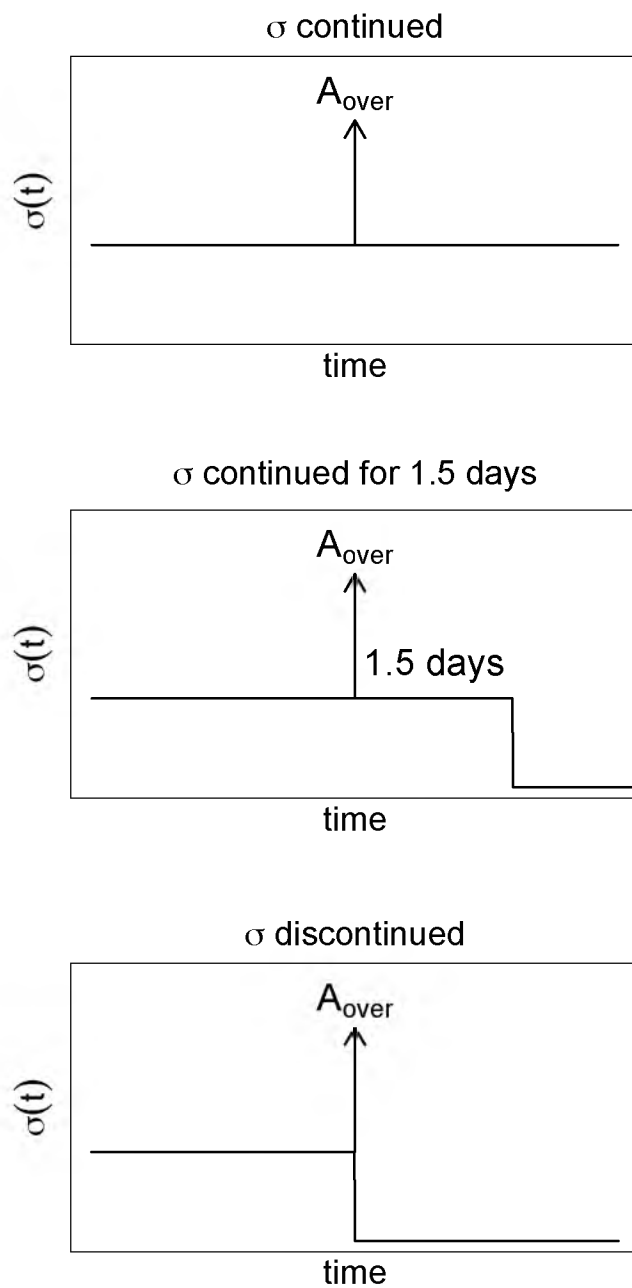 σ continued
A_over
σ(t)
time
σ continued for 1.5 days
A_over
1.5 days
σ(t)
time
σ discontinued
A_over
σ(t)
time